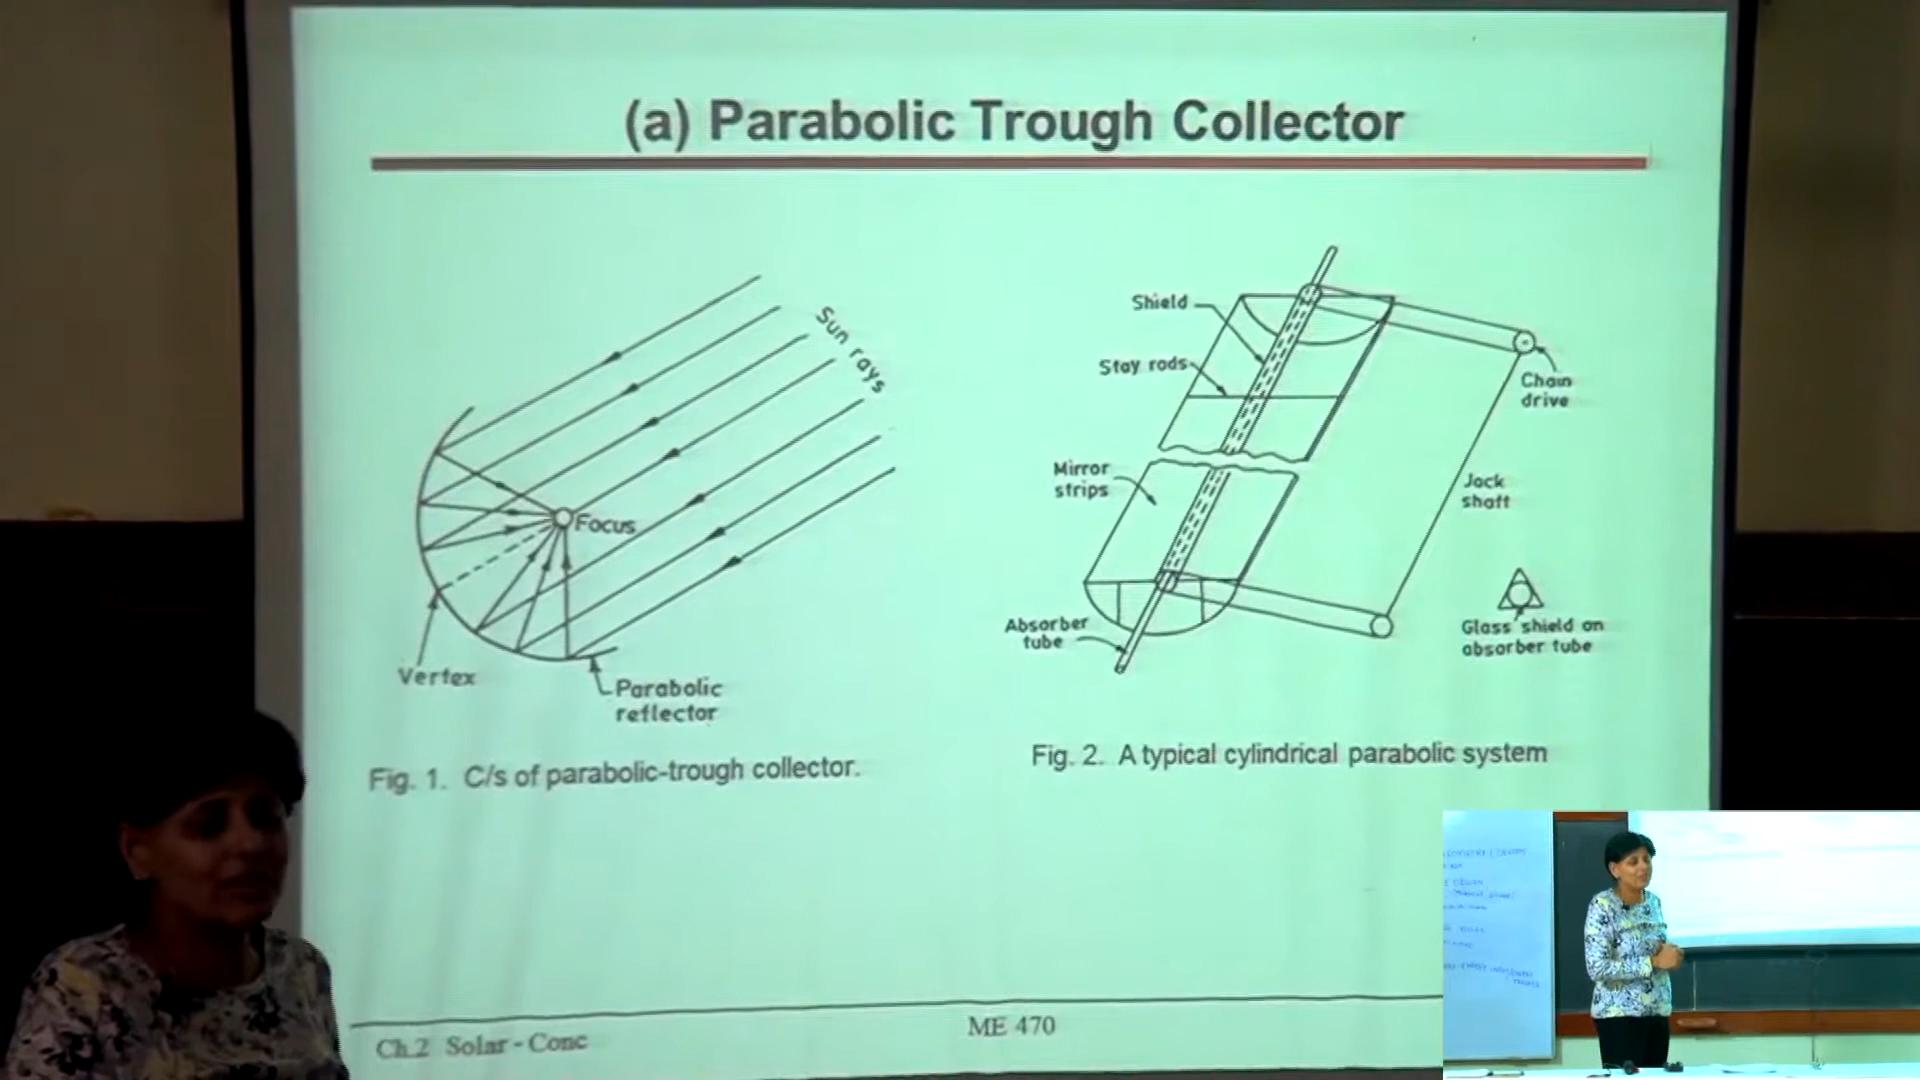 (a) Parabolic Trough Collector
Sun rays
Focus
Vertex
Parabolic
reflector
Fig. 1. C/s of parabolic-trough collector.
Shield
Stay rods
Chain
drive
Mirror
strips
Jack
shaft
Absorber
tube
Glass shield on
absorber tube
Fig. 2. A typical cylindrical parabolic system
Ch.2 Solar - Conc
ME 470